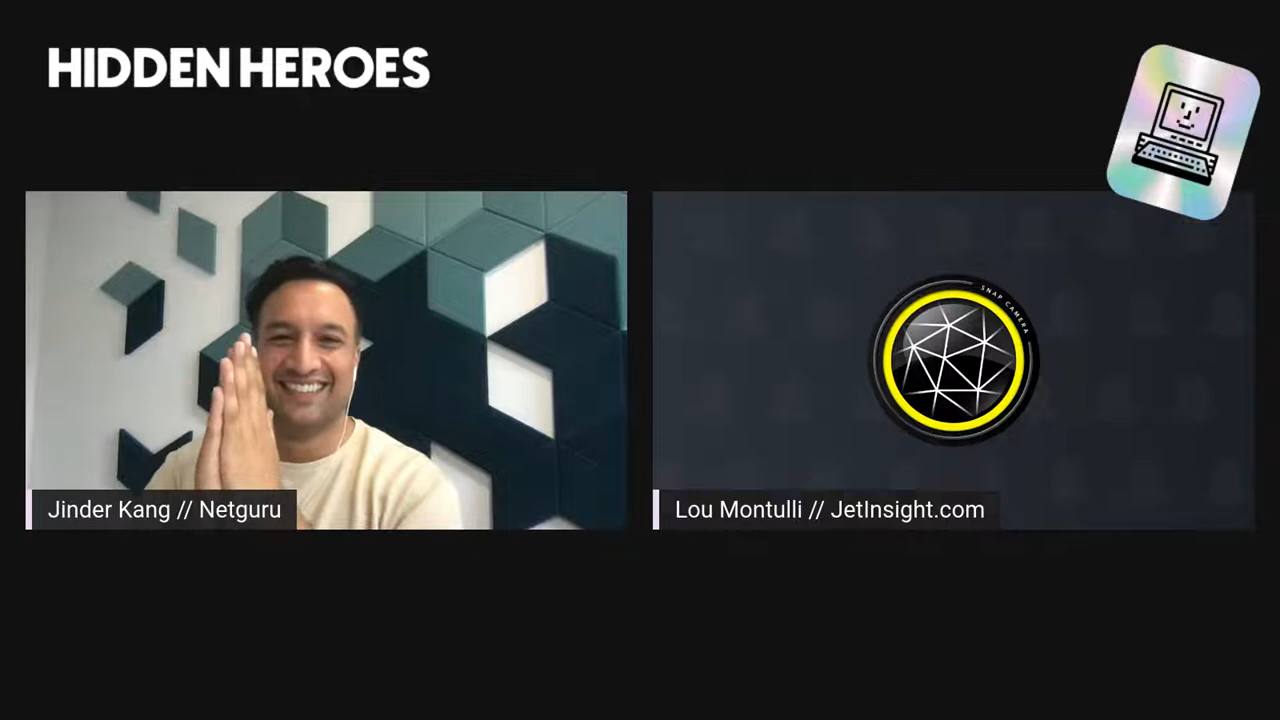 HIDDEN HEROES
SNAP CAMERA
Jinder Kang // Netguru
Lou Montulli // JetInsight.com